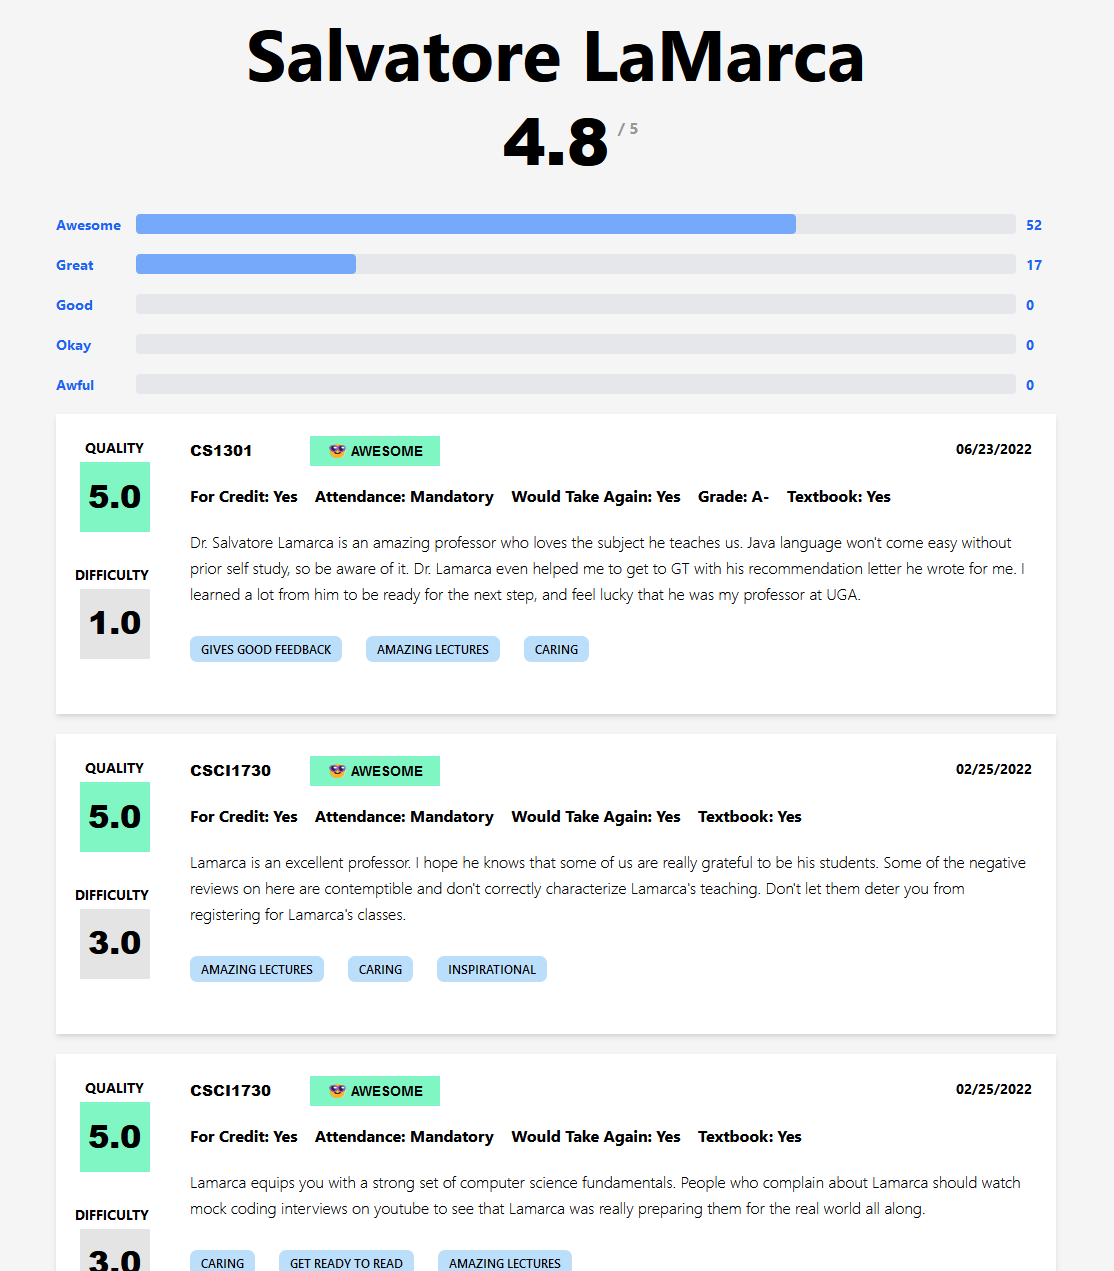 Salvatore LaMarca
4.8 / 5
Awesome 52
Great 17
Good 0
Okay 0
Awful 0
QUALITY
5.0
DIFFICULTY
1.0
CS1301 AWESOME 06/23/2022
For Credit: Yes Attendance: Mandatory Would Take Again: Yes Grade: A- Textbook: Yes
Dr. Salvatore Lamarca is an amazing professor who loves the subject he teaches us. Java language won't come easy without
prior self study, so be aware of it. Dr. Lamarca even helped me to get to GT with his recommendation letter he wrote for me. I
learned a lot from him to be ready for the next step, and feel lucky that he was my professor at UGA.
GIVES GOOD FEEDBACK AMAZING LECTURES CARING
QUALITY
5.0
DIFFICULTY
3.0
CSCI1730 AWESOME 02/25/2022
For Credit: Yes Attendance: Mandatory Would Take Again: Yes Textbook: Yes
Lamarca is an excellent professor. I hope he knows that some of us are really grateful to be his students. Some of the negative
reviews on here are contemptible and don't correctly characterize Lamarca's teaching. Don't let them deter you from
registering for Lamarca's classes.
AMAZING LECTURES CARING INSPIRATIONAL
QUALITY
5.0
DIFFICULTY
3.0
CSCI1730 AWESOME 02/25/2022
For Credit: Yes Attendance: Mandatory Would Take Again: Yes Textbook: Yes
Lamarca equips you with a strong set of computer science fundamentals. People who complain about Lamarca should watch
mock coding interviews on youtube to see that Lamarca was really preparing them for the real world all along.
CARING GET READY TO READ AMAZING LECTURES